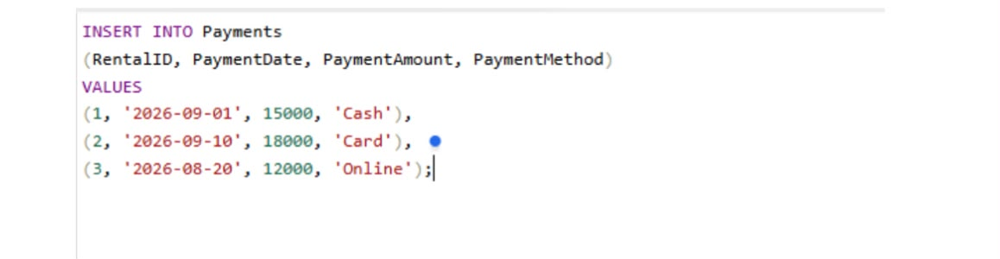 INSERT INTO Payments
(RentalID, PaymentDate, PaymentAmount, PaymentMethod)
VALUES
(1, '2026-09-01', 15000, 'Cash'),
(2, '2026-09-10', 18000, 'Card'),
(3, '2026-08-20', 12000, 'Online');